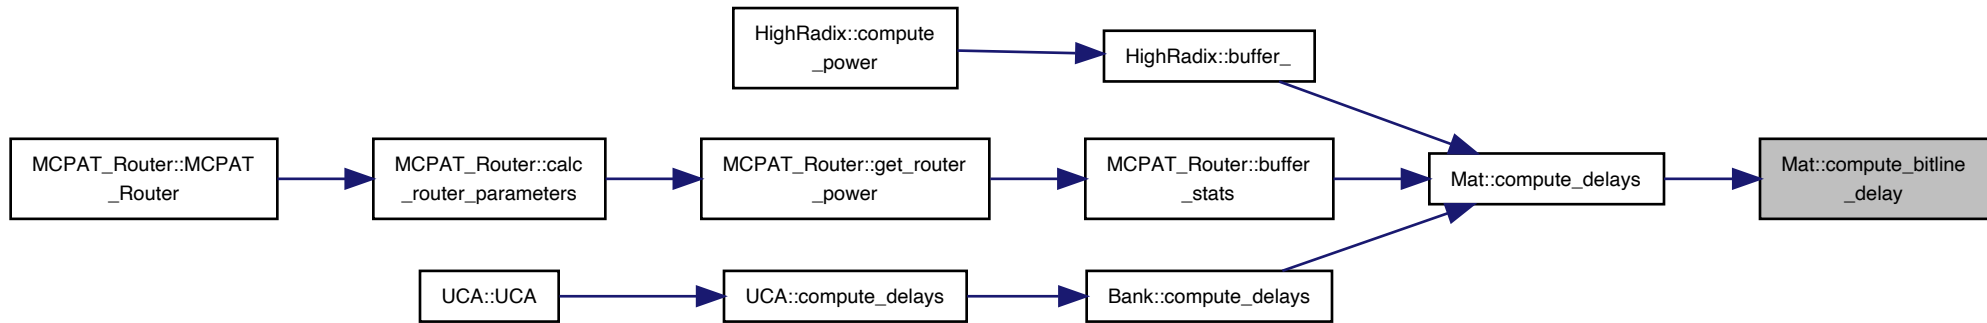 HighRadix::compute
_power
HighRadix::buffer_
MCPAT_Router::MCPAT
_Router
MCPAT_Router::calc
_router_parameters
MCPAT_Router::get_router
_power
MCPAT_Router::buffer
_stats
Mat::compute_delays
Mat::compute_bitline
_delay
UCA::UCA
UCA::compute_delays
Bank::compute_delays